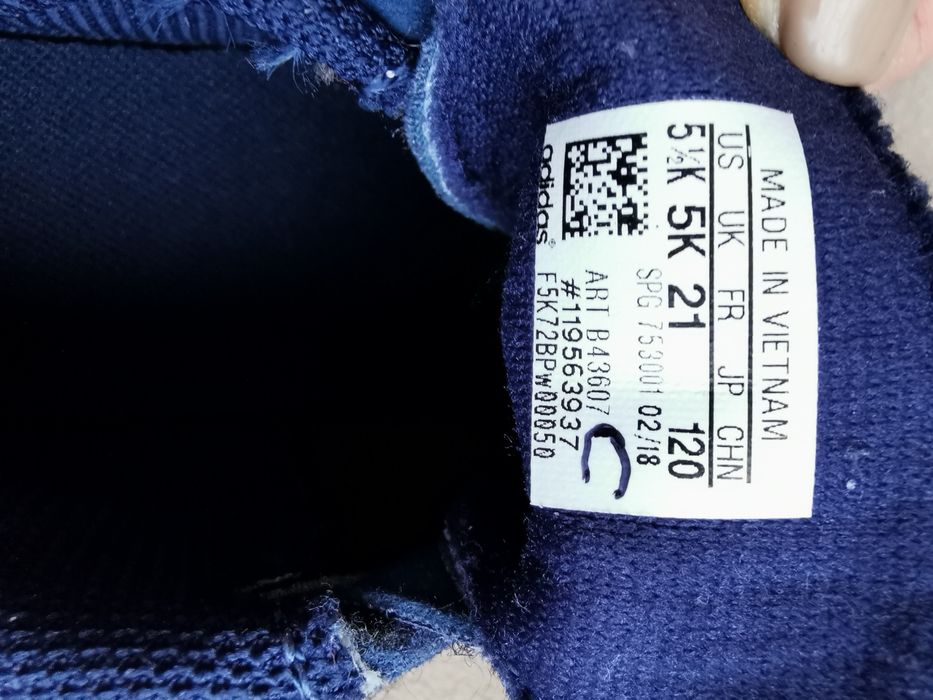 MADE IN VIETNAM
US UK FR JP CHN
5½K 5K 21 120
SPG 753001 02/18
ART B43607
#119563937
F5K72BPW00050
adidas®
C